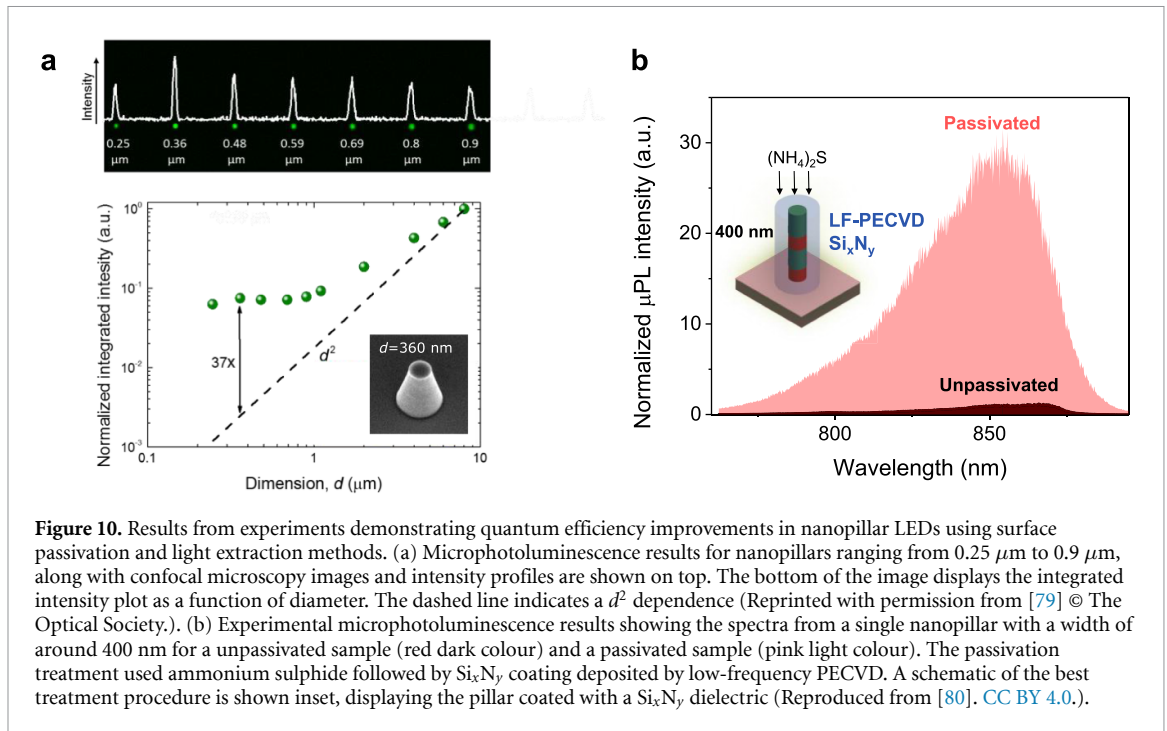 a
Intensity
0.25 0.36 0.48 0.59 0.69 0.8 0.9
μm μm μm μm μm μm μm
Normalized integrated intesity (a.u.)
10⁰
10⁻¹
10⁻²
10⁻³
37x
d²
d=360 nm
0.1 1 10
Dimension, d (μm)
b
Normalized μPL intensity (a.u.)
30
20
10
0
Passivated
(NH₄)₂S
400 nm
LF-PECVD
SiₓNᵧ
Unpassivated
800 850
Wavelength (nm)
Figure 10. Results from experiments demonstrating quantum efficiency improvements in nanopillar LEDs using surface
passivation and light extraction methods. (a) Microphotoluminescence results for nanopillars ranging from 0.25 μm to 0.9 μm,
along with confocal microscopy images and intensity profiles are shown on top. The bottom of the image displays the integrated
intensity plot as a function of diameter. The dashed line indicates a d² dependence (Reprinted with permission from [79] © The
Optical Society.). (b) Experimental microphotoluminescence results showing the spectra from a single nanopillar with a width of
around 400 nm for a unpassivated sample (red dark colour) and a passivated sample (pink light colour). The passivation
treatment used ammonium sulphide followed by SiₓNᵧ coating deposited by low-frequency PECVD. A schematic of the best
treatment procedure is shown inset, displaying the pillar coated with a SiₓNᵧ dielectric (Reproduced from [80]. CC BY 4.0.).